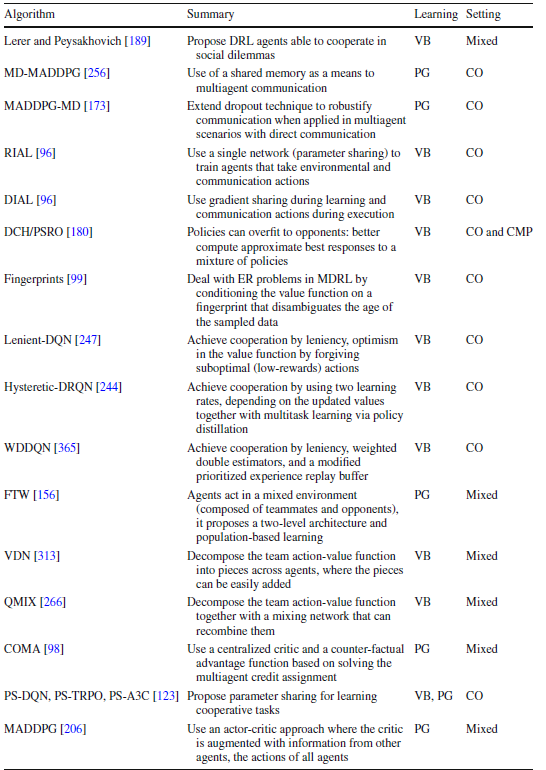 Algorithm Summary Learning Setting
Lerer and Peysakhovich [189] Propose DRL agents able to cooperate in VB Mixed
social dilemmas
MD-MADDPG [256] Use of a shared memory as a means to PG CO
multiagent communication
MADDPG-MD [173] Extend dropout technique to robustify PG CO
communication when applied in multiagent
scenarios with direct communication
RIAL [96] Use a single network (parameter sharing) to VB CO
train agents that take environmental and
communication actions
DIAL [96] Use gradient sharing during learning and VB CO
communication actions during execution
DCH/PSRO [180] Policies can overfit to opponents: better VB CO and CMP
compute approximate best responses to a
mixture of policies
Fingerprints [99] Deal with ER problems in MDRL by VB CO
conditioning the value function on a
fingerprint that disambiguates the age of
the sampled data
Lenient-DQN [247] Achieve cooperation by leniency, optimism VB CO
in the value function by forgiving
suboptimal (low-rewards) actions
Hysteretic-DRQN [244] Achieve cooperation by using two learning VB CO
rates, depending on the updated values
together with multitask learning via policy
distillation
WDDQN [365] Achieve cooperation by leniency, weighted VB CO
double estimators, and a modified
prioritized experience replay buffer
FTW [156] Agents act in a mixed environment PG Mixed
(composed of teammates and opponents),
it proposes a two-level architecture and
population-based learning
VDN [313] Decompose the team action-value function VB Mixed
into pieces across agents, where the pieces
can be easily added
QMIX [266] Decompose the team action-value function VB Mixed
together with a mixing network that can
recombine them
COMA [98] Use a centralized critic and a counter-factual PG Mixed
advantage function based on solving the
multiagent credit assignment
PS-DQN, PS-TRPO, PS-A3C [123] Propose parameter sharing for learning VB, PG CO
cooperative tasks
MADDPG [206] Use an actor-critic approach where the critic PG Mixed
is augmented with information from other
agents, the actions of all agents